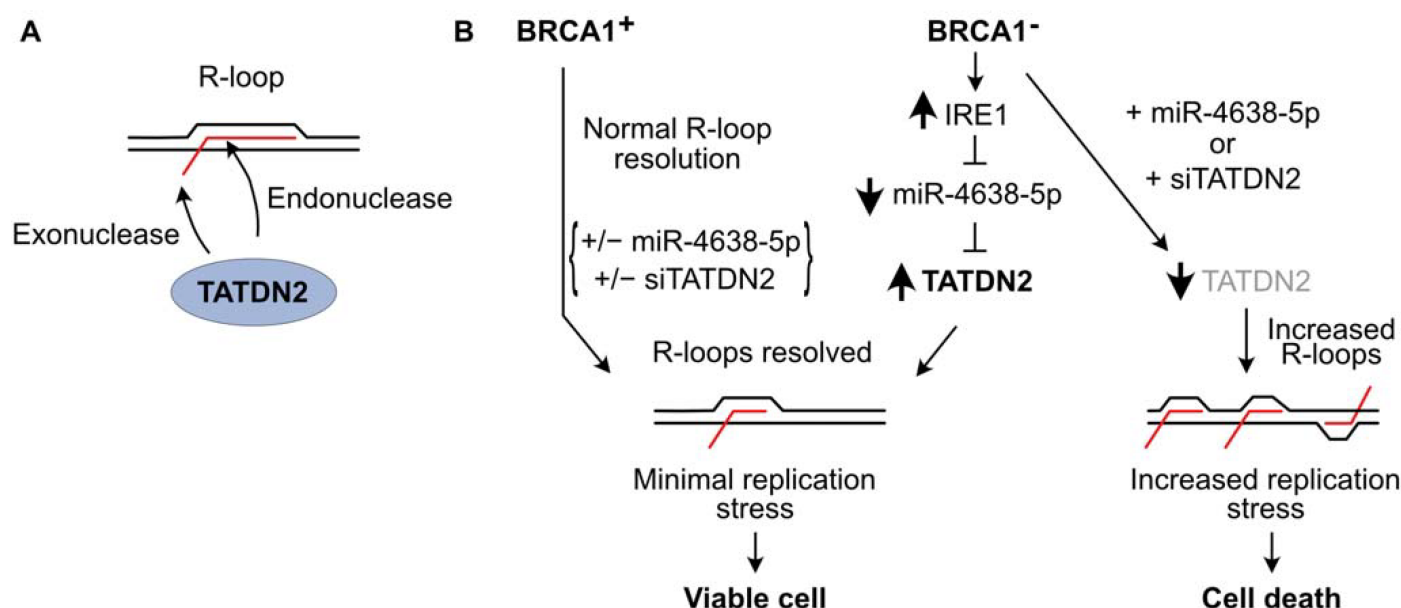 A
R-loop
Exonuclease
Endonuclease
TATDN2
B
BRCA1+
Normal R-loop
resolution
+/− miR-4638-5p
+/− siTATDN2
BRCA1-
IRE1
miR-4638-5p
TATDN2
+ miR-4638-5p
or
+ siTATDN2
TATDN2
R-loops resolved
Minimal replication
stress
Viable cell
Increased
R-loops
Increased replication
stress
Cell death